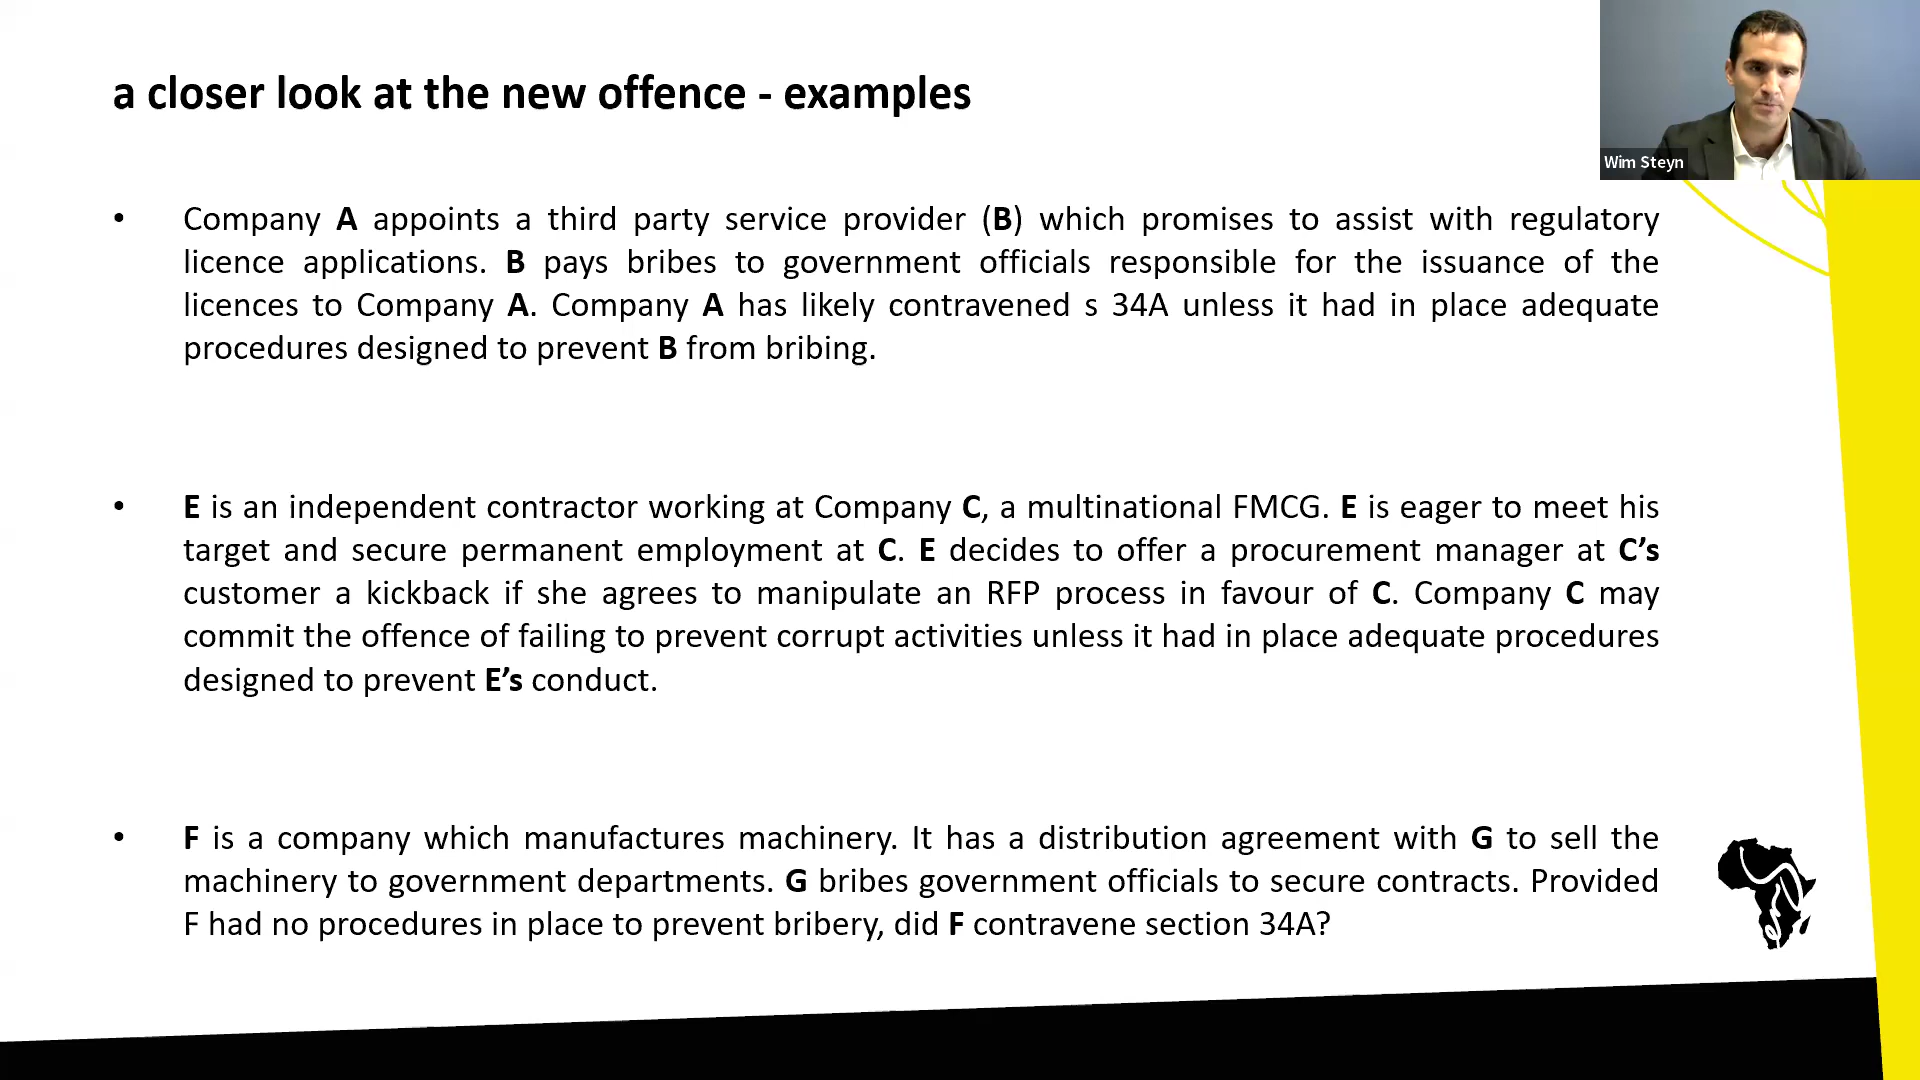 a closer look at the new offence - examples
Wim Steyn
• Company A appoints a third party service provider (B) which promises to assist with regulatory
licence applications. B pays bribes to government officials responsible for the issuance of the
licences to Company A. Company A has likely contravened s 34A unless it had in place adequate
procedures designed to prevent B from bribing.
• E is an independent contractor working at Company C, a multinational FMCG. E is eager to meet his
target and secure permanent employment at C. E decides to offer a procurement manager at C’s
customer a kickback if she agrees to manipulate an RFP process in favour of C. Company C may
commit the offence of failing to prevent corrupt activities unless it had in place adequate procedures
designed to prevent E’s conduct.
• F is a company which manufactures machinery. It has a distribution agreement with G to sell the
machinery to government departments. G bribes government officials to secure contracts. Provided
F had no procedures in place to prevent bribery, did F contravene section 34A?